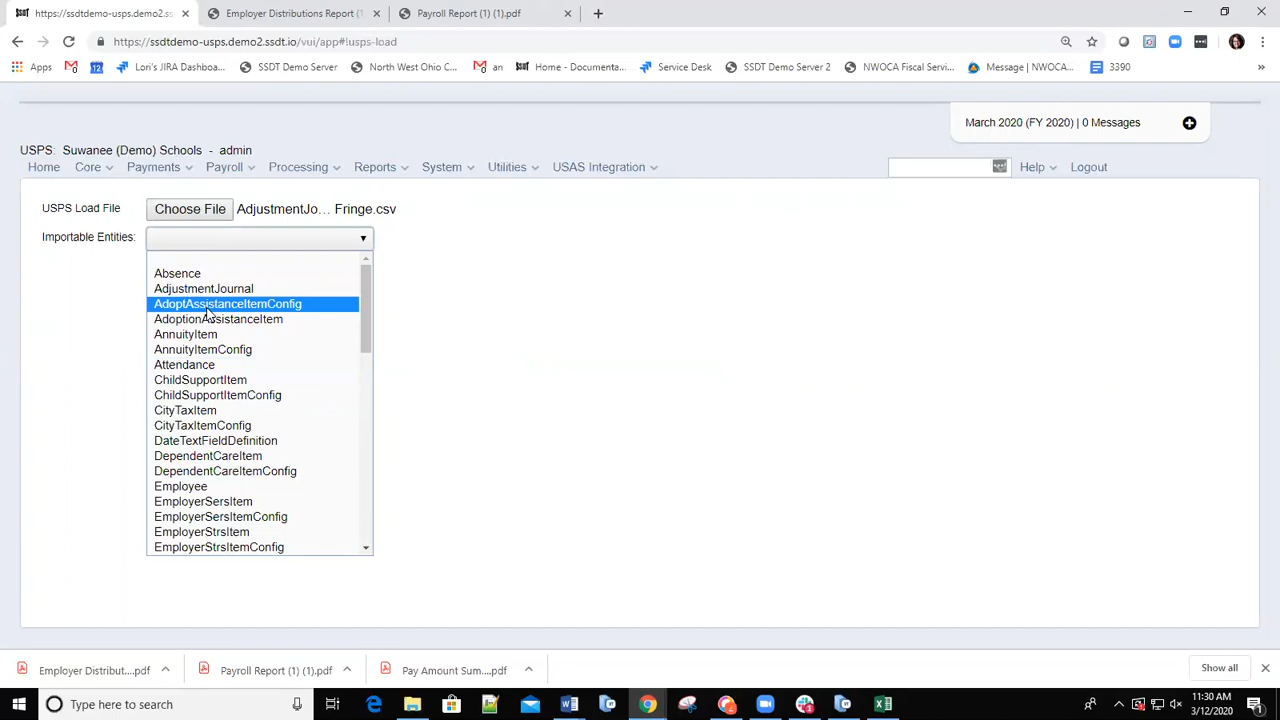 SSDT https://ssdtdemo-usps.demo2.ssdt.io/ × Employer Distributions Report (1) × Payroll Report (1) (1).pdf ×
https://ssdtdemo-usps.demo2.ssdt.io/vui/app#!usps-load
Apps 12 Lori's JIRA Dashboa... SSDT Demo Server North West Ohio C... an SSDT Home - Documenta... Service Desk SSDT Demo Server 2 NWOCA Fiscal Servi... Message | NWOCA... 3390 »
March 2020 (FY 2020) | 0 Messages
USPS: Suwanee (Demo) Schools - admin
Home Core Payments Payroll Processing Reports System Utilities USAS Integration Help Logout
USPS Load File Choose File AdjustmentJo... Fringe.csv
Importable Entities:
Absence
AdjustmentJournal
AdoptAssistanceItemConfig
AdoptionAssistanceItem
AnnuityItem
AnnuityItemConfig
Attendance
ChildSupportItem
ChildSupportItemConfig
CityTaxItem
CityTaxItemConfig
DateTextFieldDefinition
DependentCareItem
DependentCareItemConfig
Employee
EmployerSersItem
EmployerSersItemConfig
EmployerStrsItem
EmployerStrsItemConfig
Employer Distribut....pdf Payroll Report (1) (1).pdf Pay Amount Sum....pdf Show all
Type here to search
11:30 AM
3/12/2020